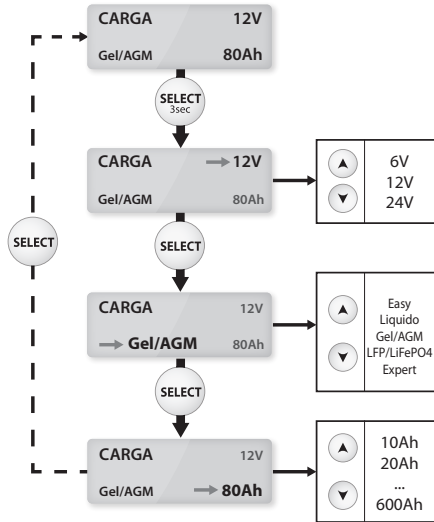 CARGA 12V
Gel/AGM 80Ah
SELECT
3sec
CARGA 12V
Gel/AGM 80Ah
6V
12V
24V
SELECT
SELECT
CARGA 12V
Gel/AGM 80Ah
Easy
Liquido
Gel/AGM
LFP/LiFePO4
Expert
SELECT
CARGA 12V
Gel/AGM 80Ah
10Ah
20Ah
...
600Ah